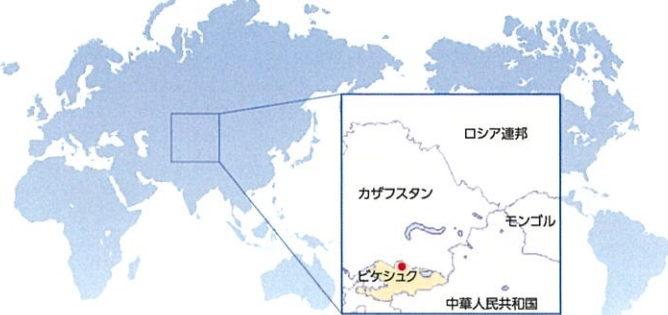 ロシア連邦
カザフスタン
モンゴル
ビケシュク
中華人民共和国